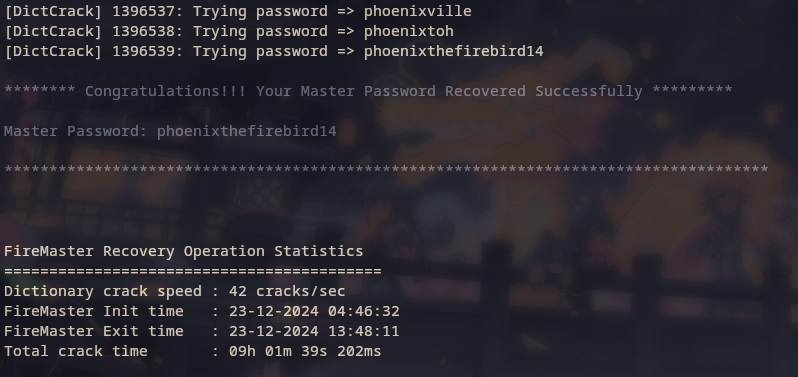 [DictCrack] 1396537: Trying password => phoenixville
[DictCrack] 1396538: Trying password => phoenixtoh
[DictCrack] 1396539: Trying password => phoenixthefirebird14
******** Congratulations!!! Your Master Password Recovered Successfully *********
Master Password: phoenixthefirebird14
*************************************************************************************
FireMaster Recovery Operation Statistics
==========================================
Dictionary crack speed : 42 cracks/sec
FireMaster Init time   : 23-12-2024 04:46:32
FireMaster Exit time   : 23-12-2024 13:48:11
Total crack time       : 09h 01m 39s 202ms